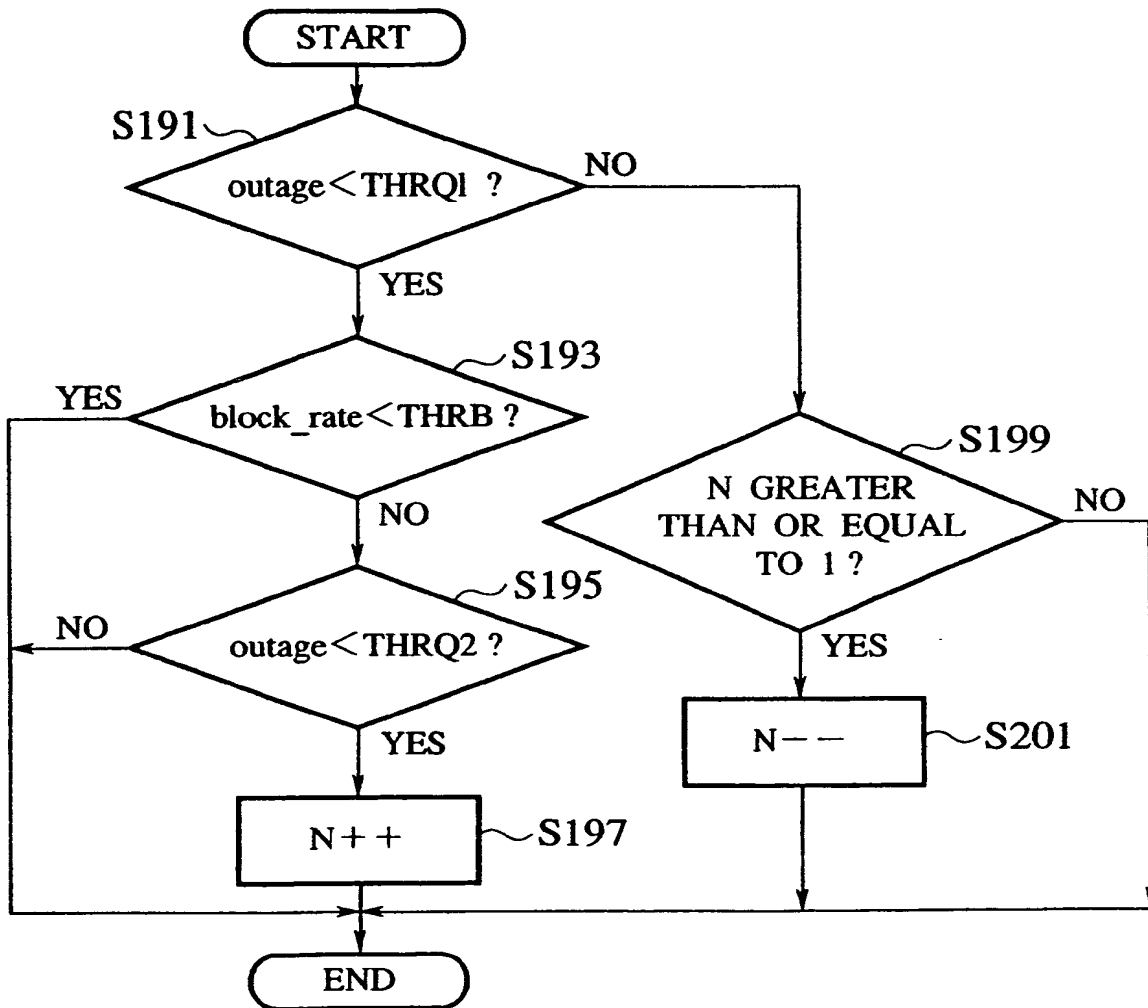 START
S191
outage<THRQ1 ?
NO
YES
S193
YES
block_rate<THRB ?
NO
S199
N GREATER
THAN OR EQUAL
TO 1 ?
NO
S195
NO
outage<THRQ2 ?
YES
YES
N--
S201
N++
S197
END